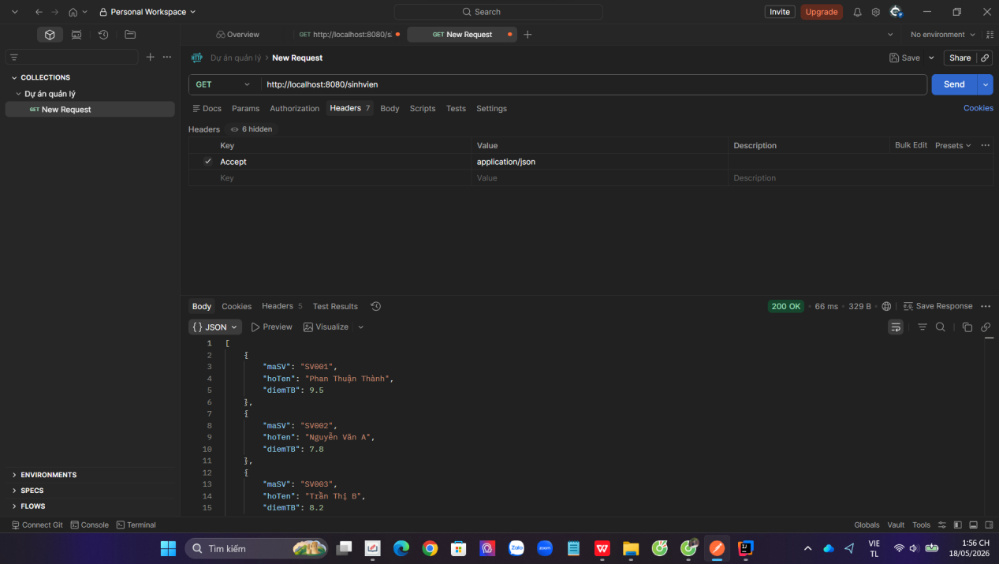 Personal Workspace
Search
Invite
Upgrade
Overview
GET http://localhost:8080/s
GET New Request
No environment
HTTP Dự án quản lý > New Request
Save
Share
COLLECTIONS
Dự án quản lý
GET New Request
GET
http://localhost:8080/sinhvien
Send
Docs Params Authorization Headers 7 Body Scripts Tests Settings
Cookies
Headers 6 hidden
Key Value Description Bulk Edit Presets
Accept application/json
Key Value Description
Body Cookies Headers 5 Test Results
200 OK • 66 ms • 329 B
e.g. Save Response
{} JSON Preview Visualize
1 [
2 {
3 "maSV": "SV001",
4 "hoTen": "Phan Thuận Thành",
5 "diemTB": 9.5
6 },
7 {
8 "maSV": "SV002",
9 "hoTen": "Nguyễn Văn A",
10 "diemTB": 7.8
11 },
12 {
13 "maSV": "SV003",
14 "hoTen": "Trần Thị B",
15 "diemTB": 8.2
ENVIRONMENTS
SPECS
FLOWS
Connect Git Console Terminal
Globals Vault Tools
Tìm kiếm
Zalo
zoom
VIE
TL
1:56 CH
18/05/2026